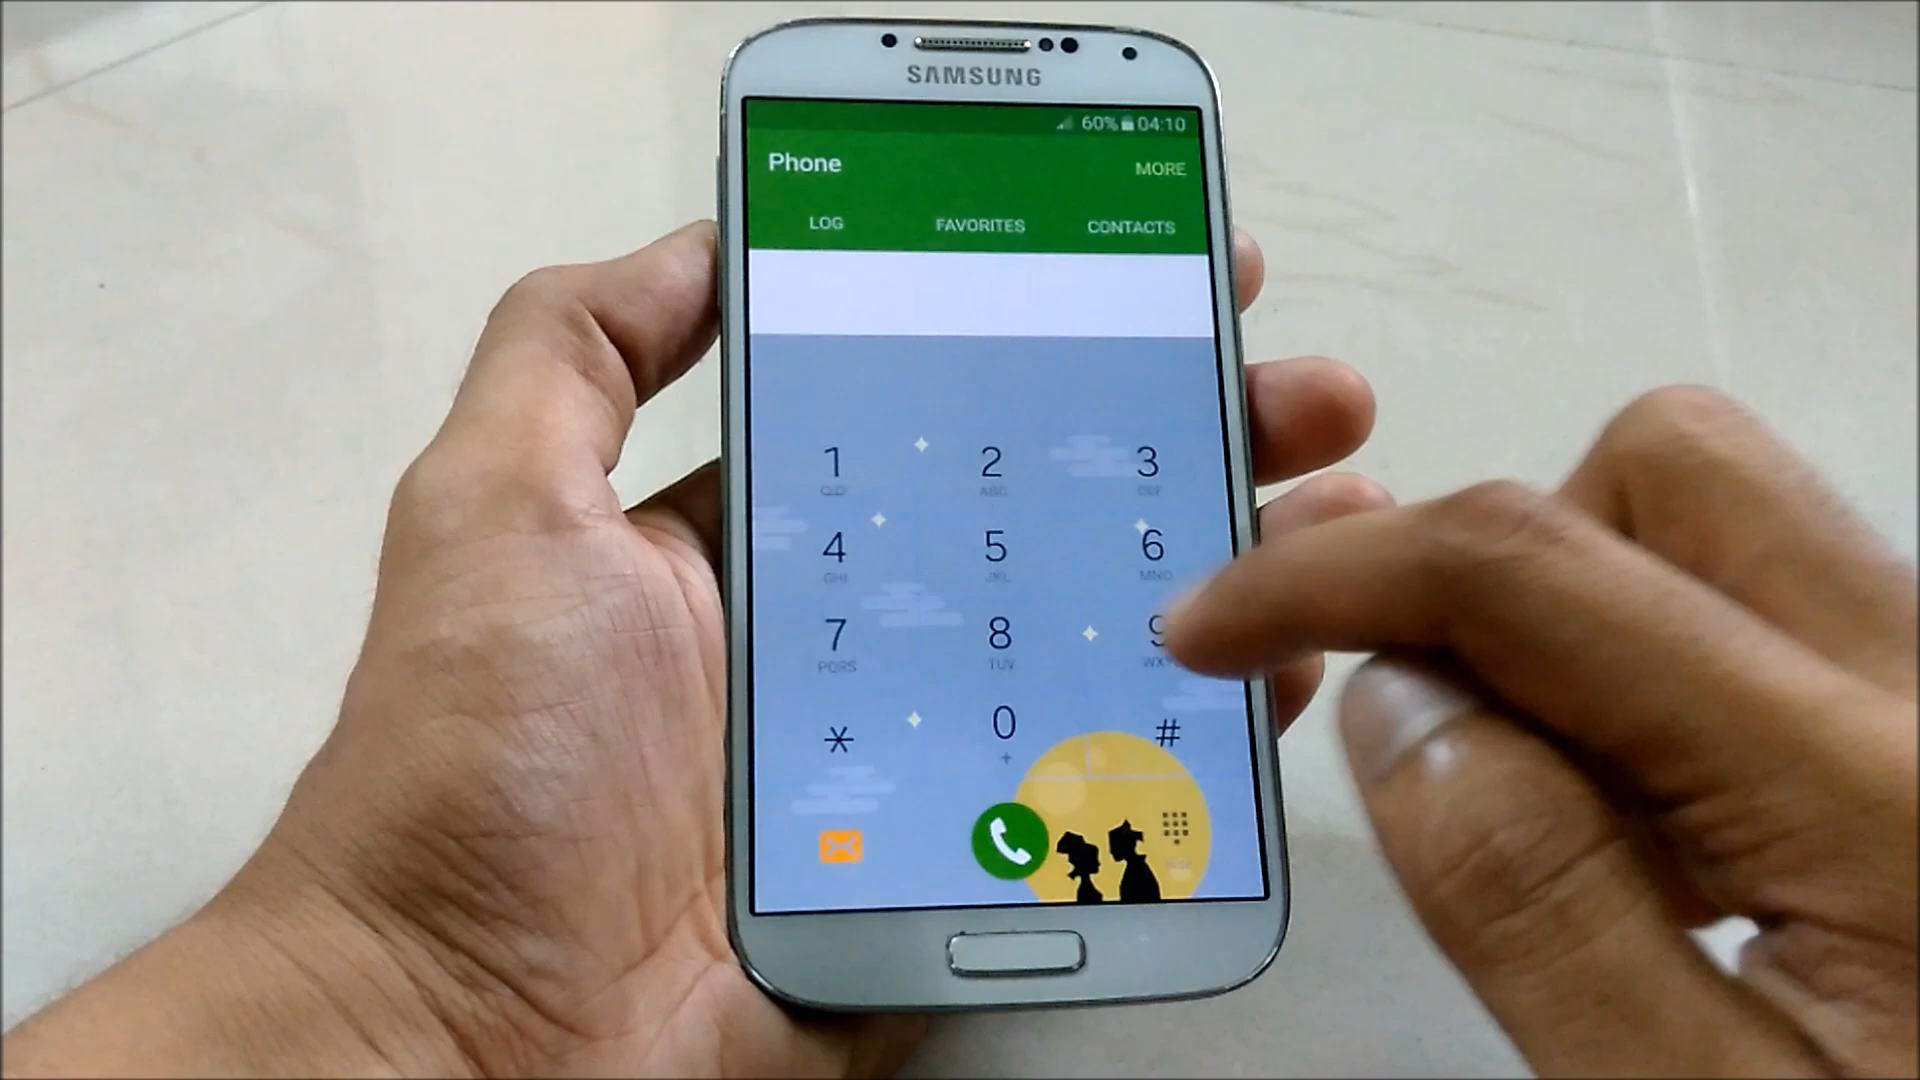 SAMSUNG
60% 04:10
Phone
MORE
LOG FAVORITES CONTACTS
1 2 3
ABC DEF
4 5 6
GHI JKL MNO
7 8 9
PQRS TUV
* 0 #
+